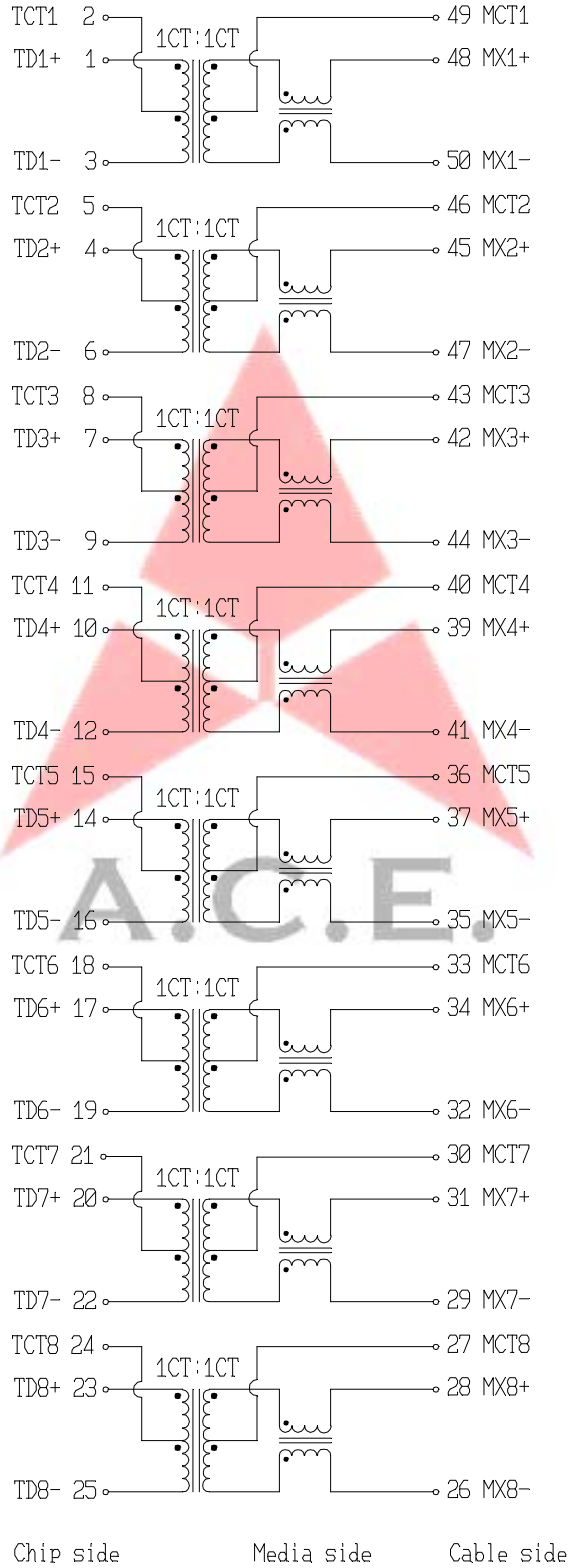 TCT1 2 49 MCT1
1CT:1CT
TD1+ 1 48 MX1+
TD1- 3 50 MX1-
TCT2 5 46 MCT2
1CT:1CT
TD2+ 4 45 MX2+
TD2- 6 47 MX2-
TCT3 8 43 MCT3
1CT:1CT
TD3+ 7 42 MX3+
TD3- 9 44 MX3-
TCT4 11 40 MCT4
1CT:1CT
TD4+ 10 39 MX4+
TD4- 12 41 MX4-
TCT5 15 36 MCT5
1CT:1CT
TD5+ 14 37 MX5+
A.C.E.
TD5- 16 35 MX5-
TCT6 18 33 MCT6
1CT:1CT
TD6+ 17 34 MX6+
TD6- 19 32 MX6-
TCT7 21 30 MCT7
1CT:1CT
TD7+ 20 31 MX7+
TD7- 22 29 MX7-
TCT8 24 27 MCT8
1CT:1CT
TD8+ 23 28 MX8+
TD8- 25 26 MX8-
Chip side Media side Cable side